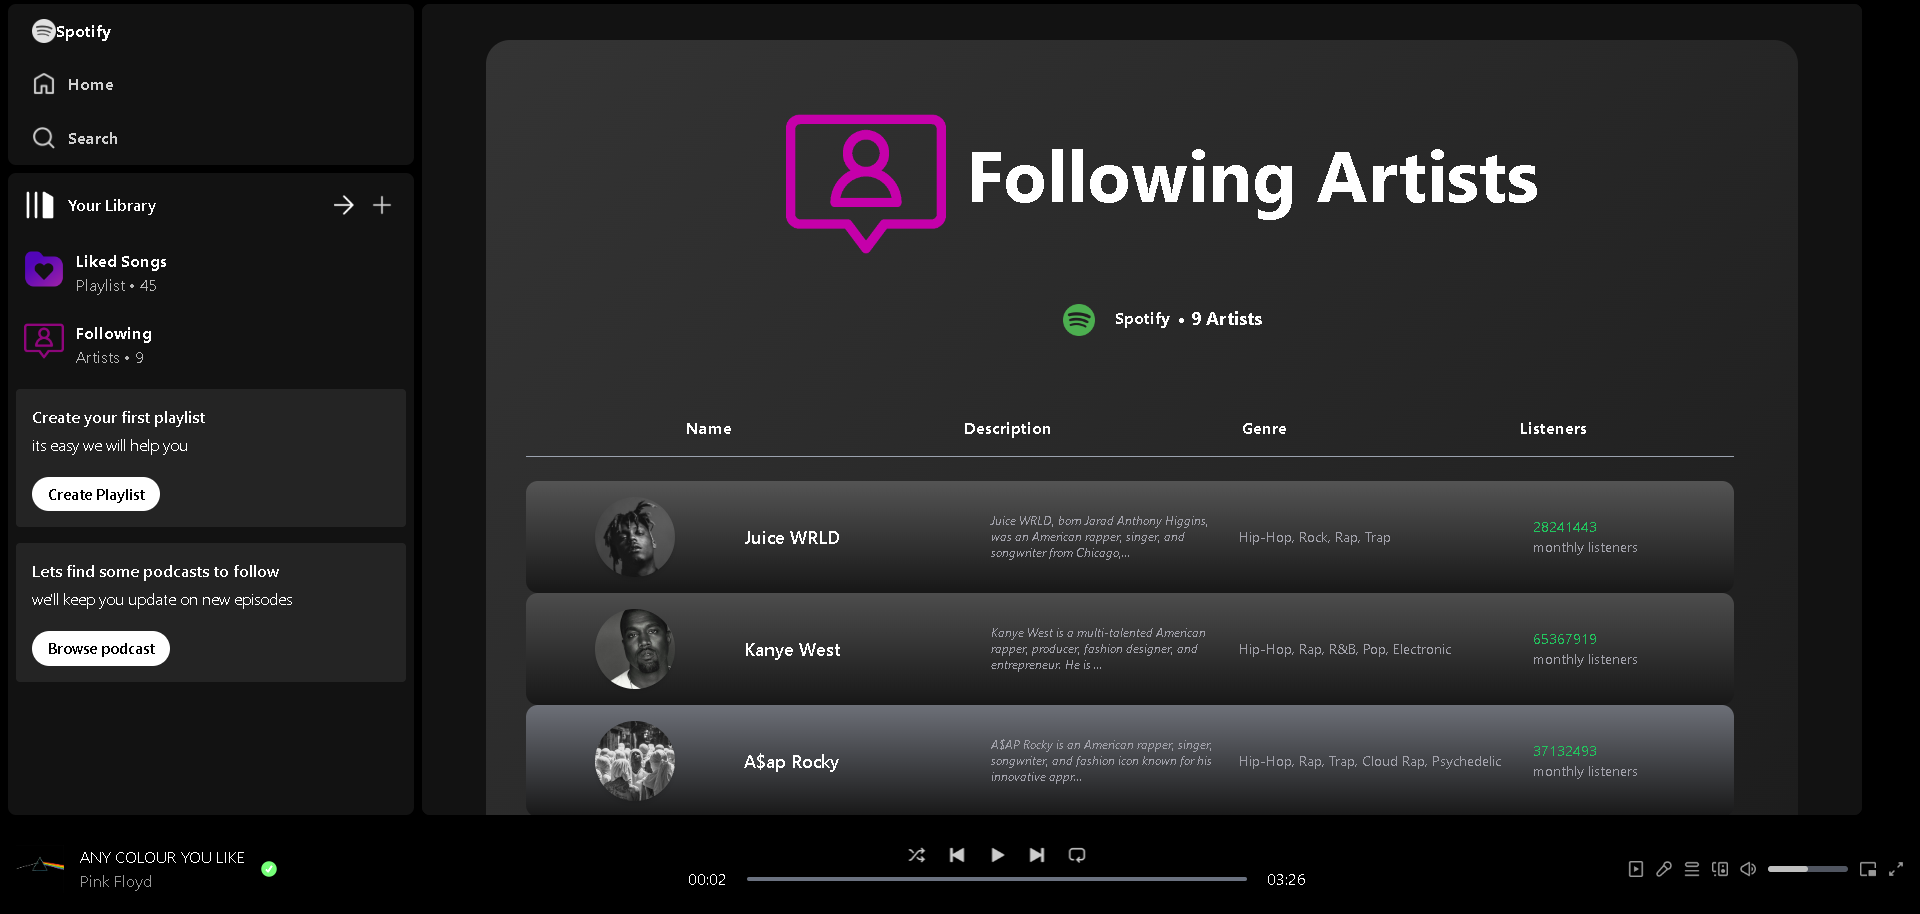 Spotify
Home
Search
Your Library
Liked Songs
Playlist • 45
Following
Artists • 9
Create your first playlist
its easy we will help you
Create Playlist
Lets find some podcasts to follow
we'll keep you update on new episodes
Browse podcast
Following Artists
Spotify • 9 Artists
Name Description Genre Listeners
Juice WRLD
Juice WRLD, born Jarad Anthony Higgins,
was an American rapper, singer, and
songwriter from Chicago,...
Hip-Hop, Rock, Rap, Trap
28241443
monthly listeners
Kanye West
Kanye West is a multi-talented American
rapper, producer, fashion designer, and
entrepreneur. He is ...
Hip-Hop, Rap, R&B, Pop, Electronic
65367919
monthly listeners
A$ap Rocky
A$AP Rocky is an American rapper, singer,
songwriter, and fashion icon known for his
innovative appr...
Hip-Hop, Rap, Trap, Cloud Rap, Psychedelic
37132493
monthly listeners
ANY COLOUR YOU LIKE
Pink Floyd
00:02
03:26